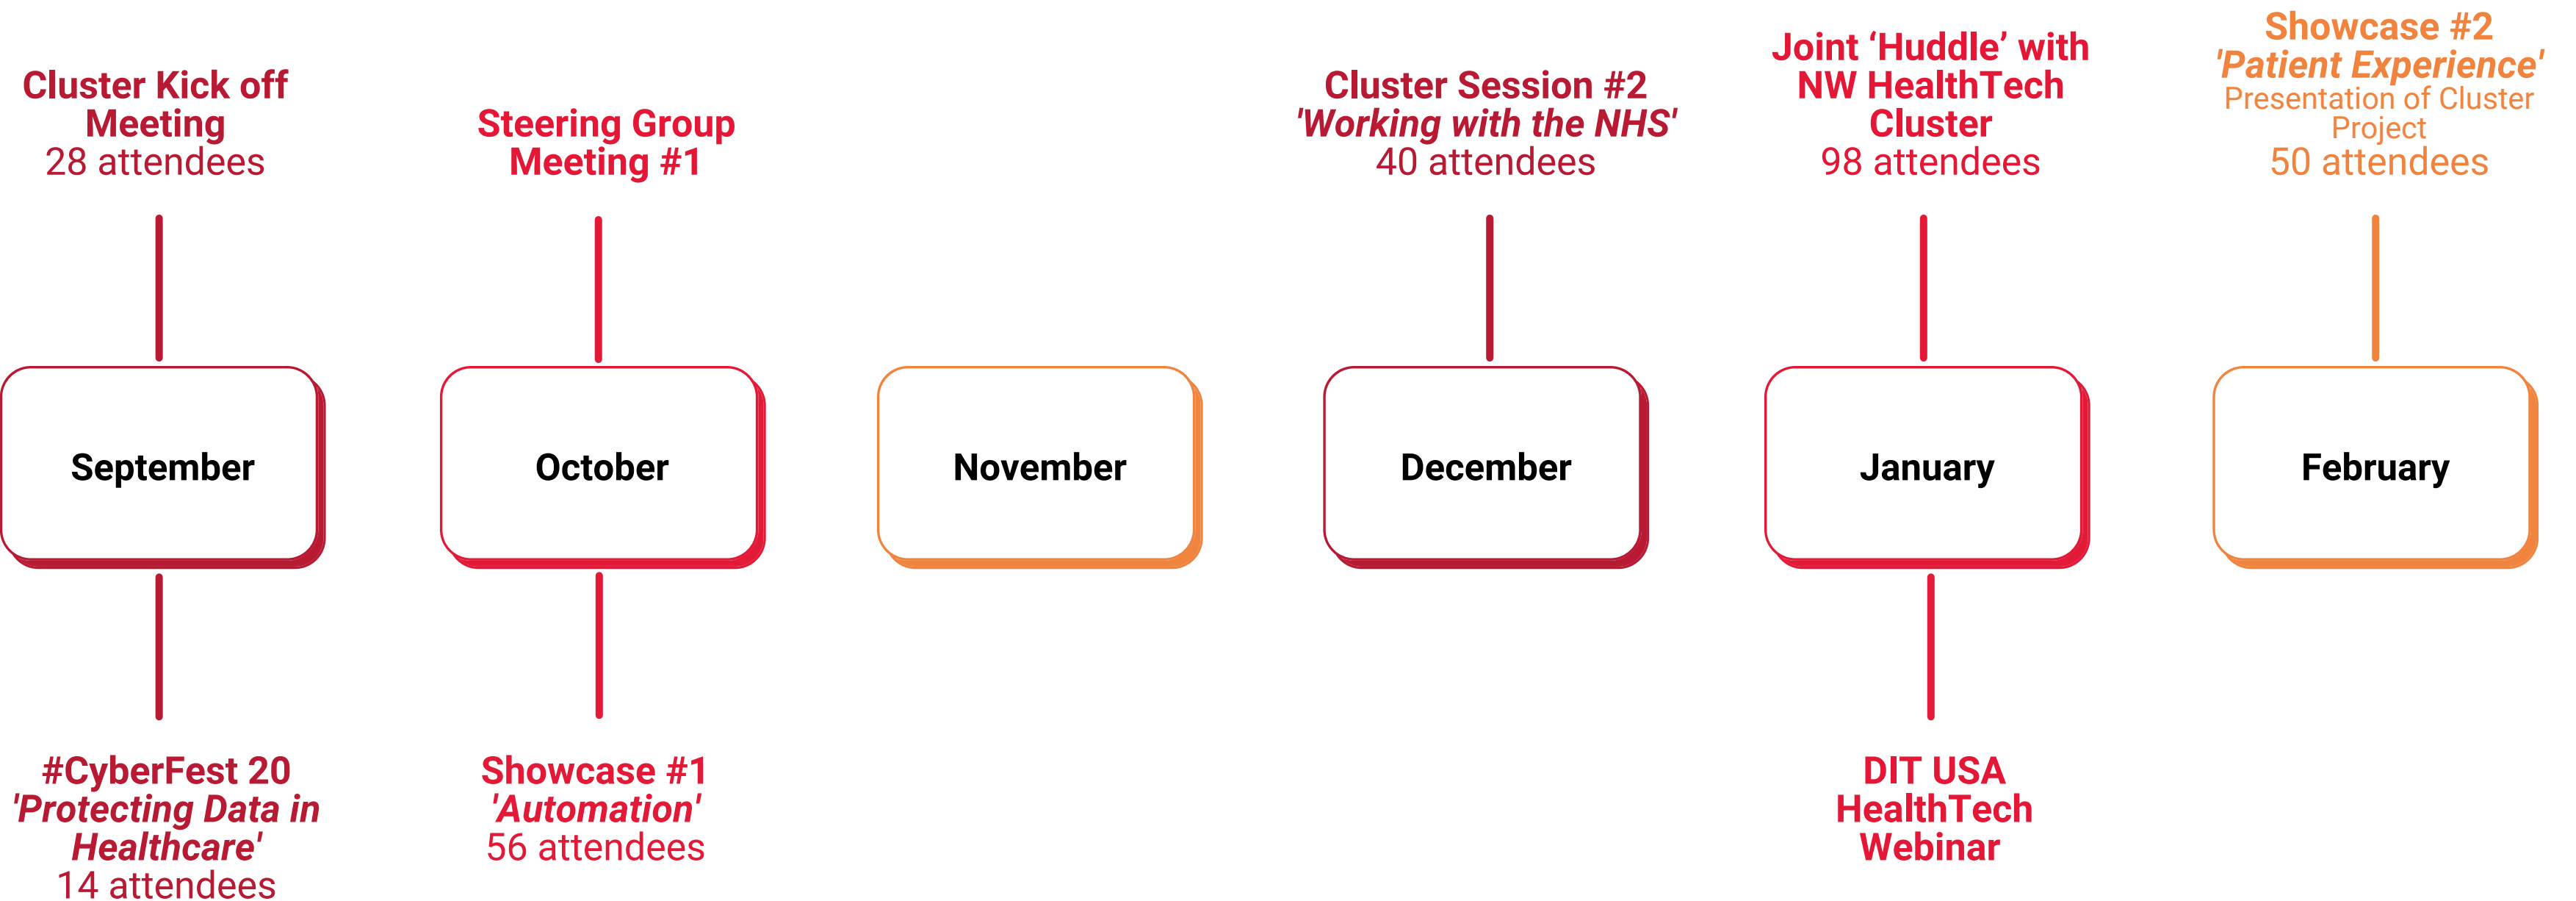 Cluster Kick off
Meeting
28 attendees
Steering Group
Meeting #1
Cluster Session #2
'Working with the NHS'
40 attendees
Joint ‘Huddle’ with
NW HealthTech
Cluster
98 attendees
Showcase #2
'Patient Experience'
Presentation of Cluster
Project
50 attendees
September
October
November
December
January
February
#CyberFest 20
'Protecting Data in
Healthcare'
14 attendees
Showcase #1
'Automation'
56 attendees
DIT USA
HealthTech
Webinar